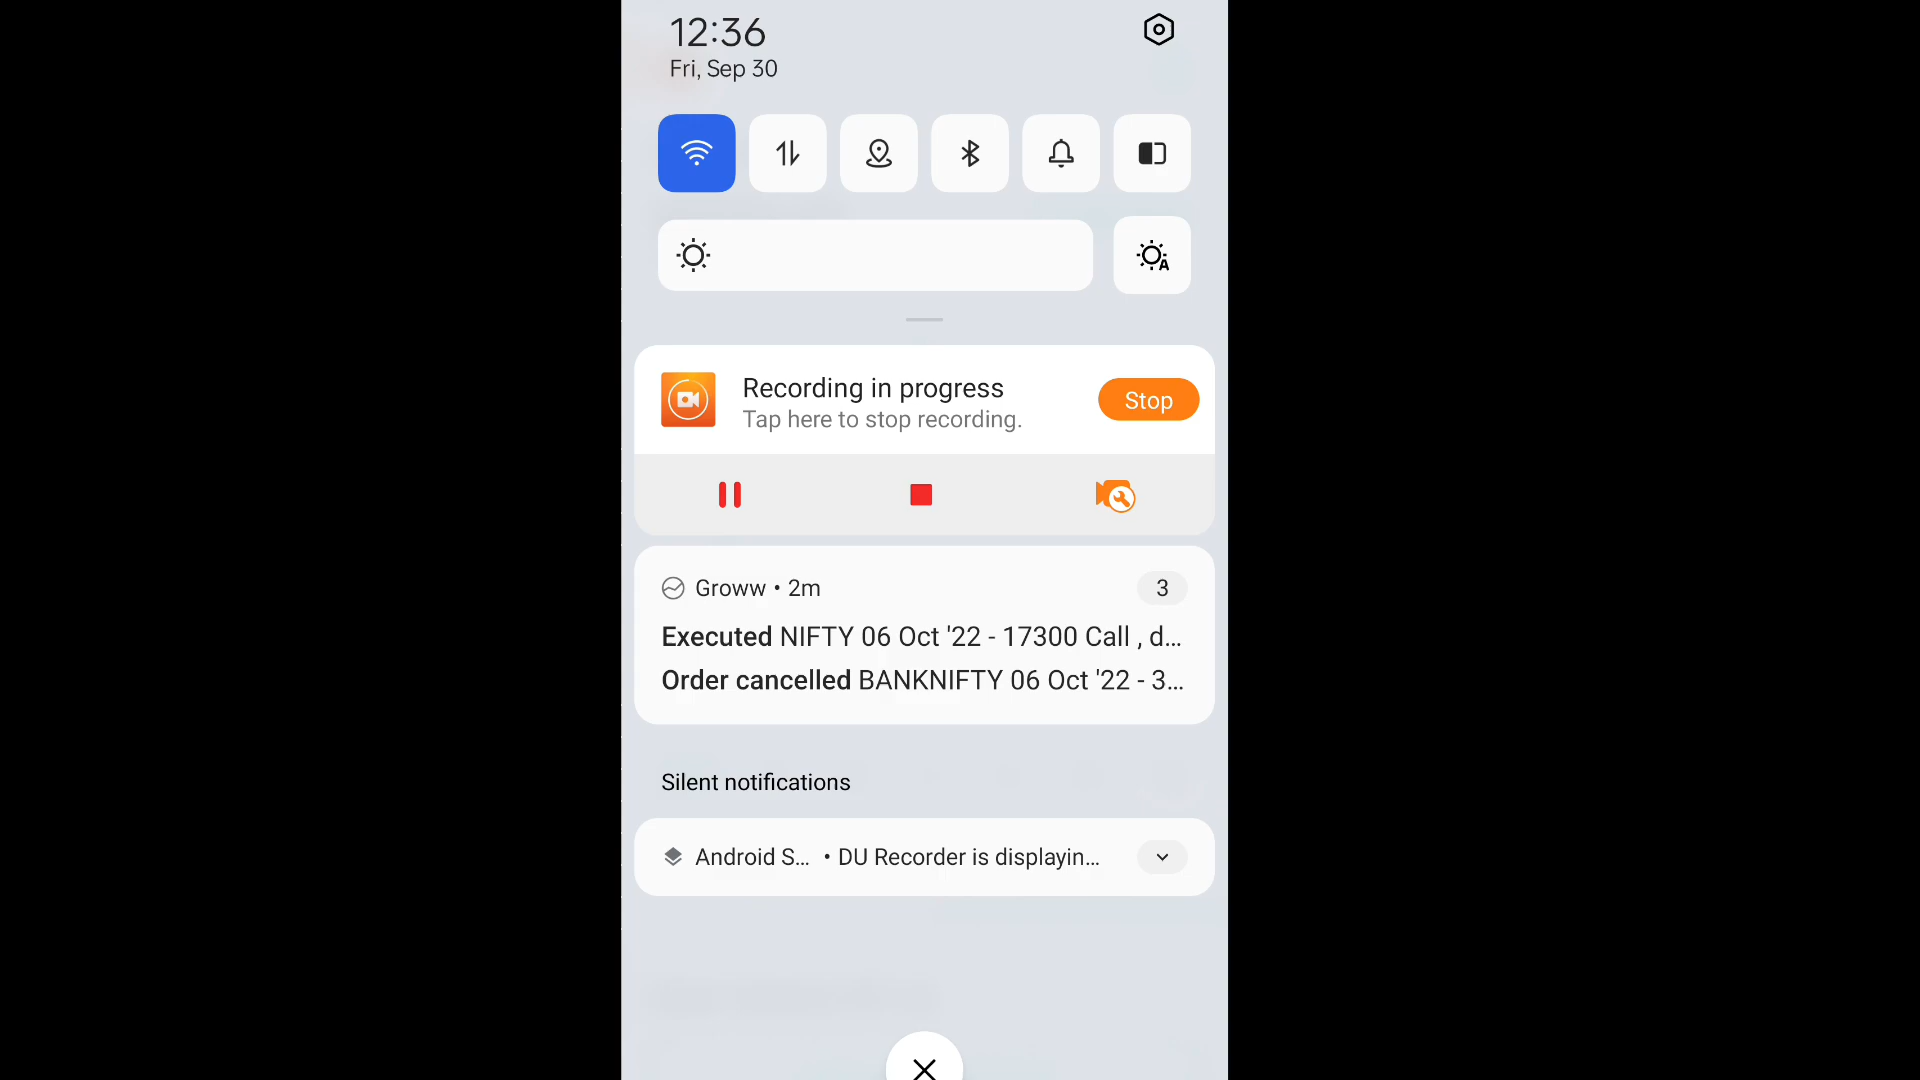 12:36
Fri, Sep 30
A
Recording in progress
Tap here to stop recording.
Stop
Groww • 2m
3
Executed NIFTY 06 Oct '22 - 17300 Call , d...
Order cancelled BANKNIFTY 06 Oct '22 - 3...
Silent notifications
Android S... • DU Recorder is displayin...